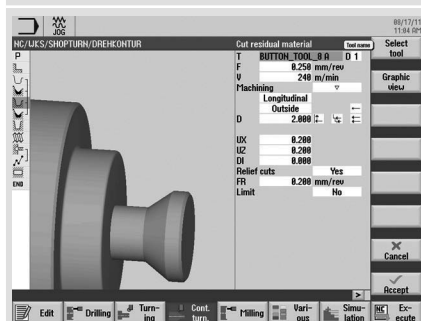 08/17/11
11:04 AM
JOG
NC/WKS/SHOPTURN/DREHKONTUR
Cut residual material
Tool name
Select tool
P
T BUTTON_TOOL_8 A D 1
F 0.250 mm/rev
V 240 m/min
Machining ▽
Longitudinal
Outside
D 2.000
UX 0.200
UZ 0.200
DI 0.000
Relief cuts Yes
FR 0.200 mm/rev
Limit No
END
Graphic view
Cancel
Accept
>
Edit
Drilling
Turn-ing
Cont. turn.
Milling
Vari-ous
Simu-lation
NC Ex-ecute